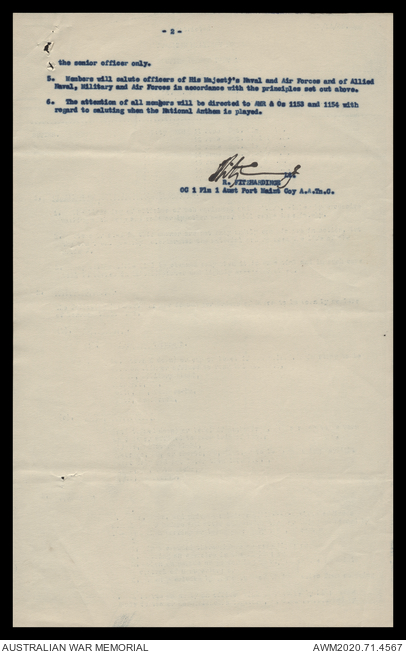 - 2 -
the senior officer only.
5. Members will salute officers of His Majesty's Naval and Air Forces and of Allied
Naval, Military and Air Forces in accordance with the principles set out above.
6. The attention of all members will be directed to AMR & Os 1153 and 1154 with
regard to saluting when the National Anthem is played.
Lt.
R.
OC 1 Pln 1 Aust Port Maint Coy A.A.Tn.C.
AUSTRALIAN WAR MEMORIAL
AWM2020.71.4567